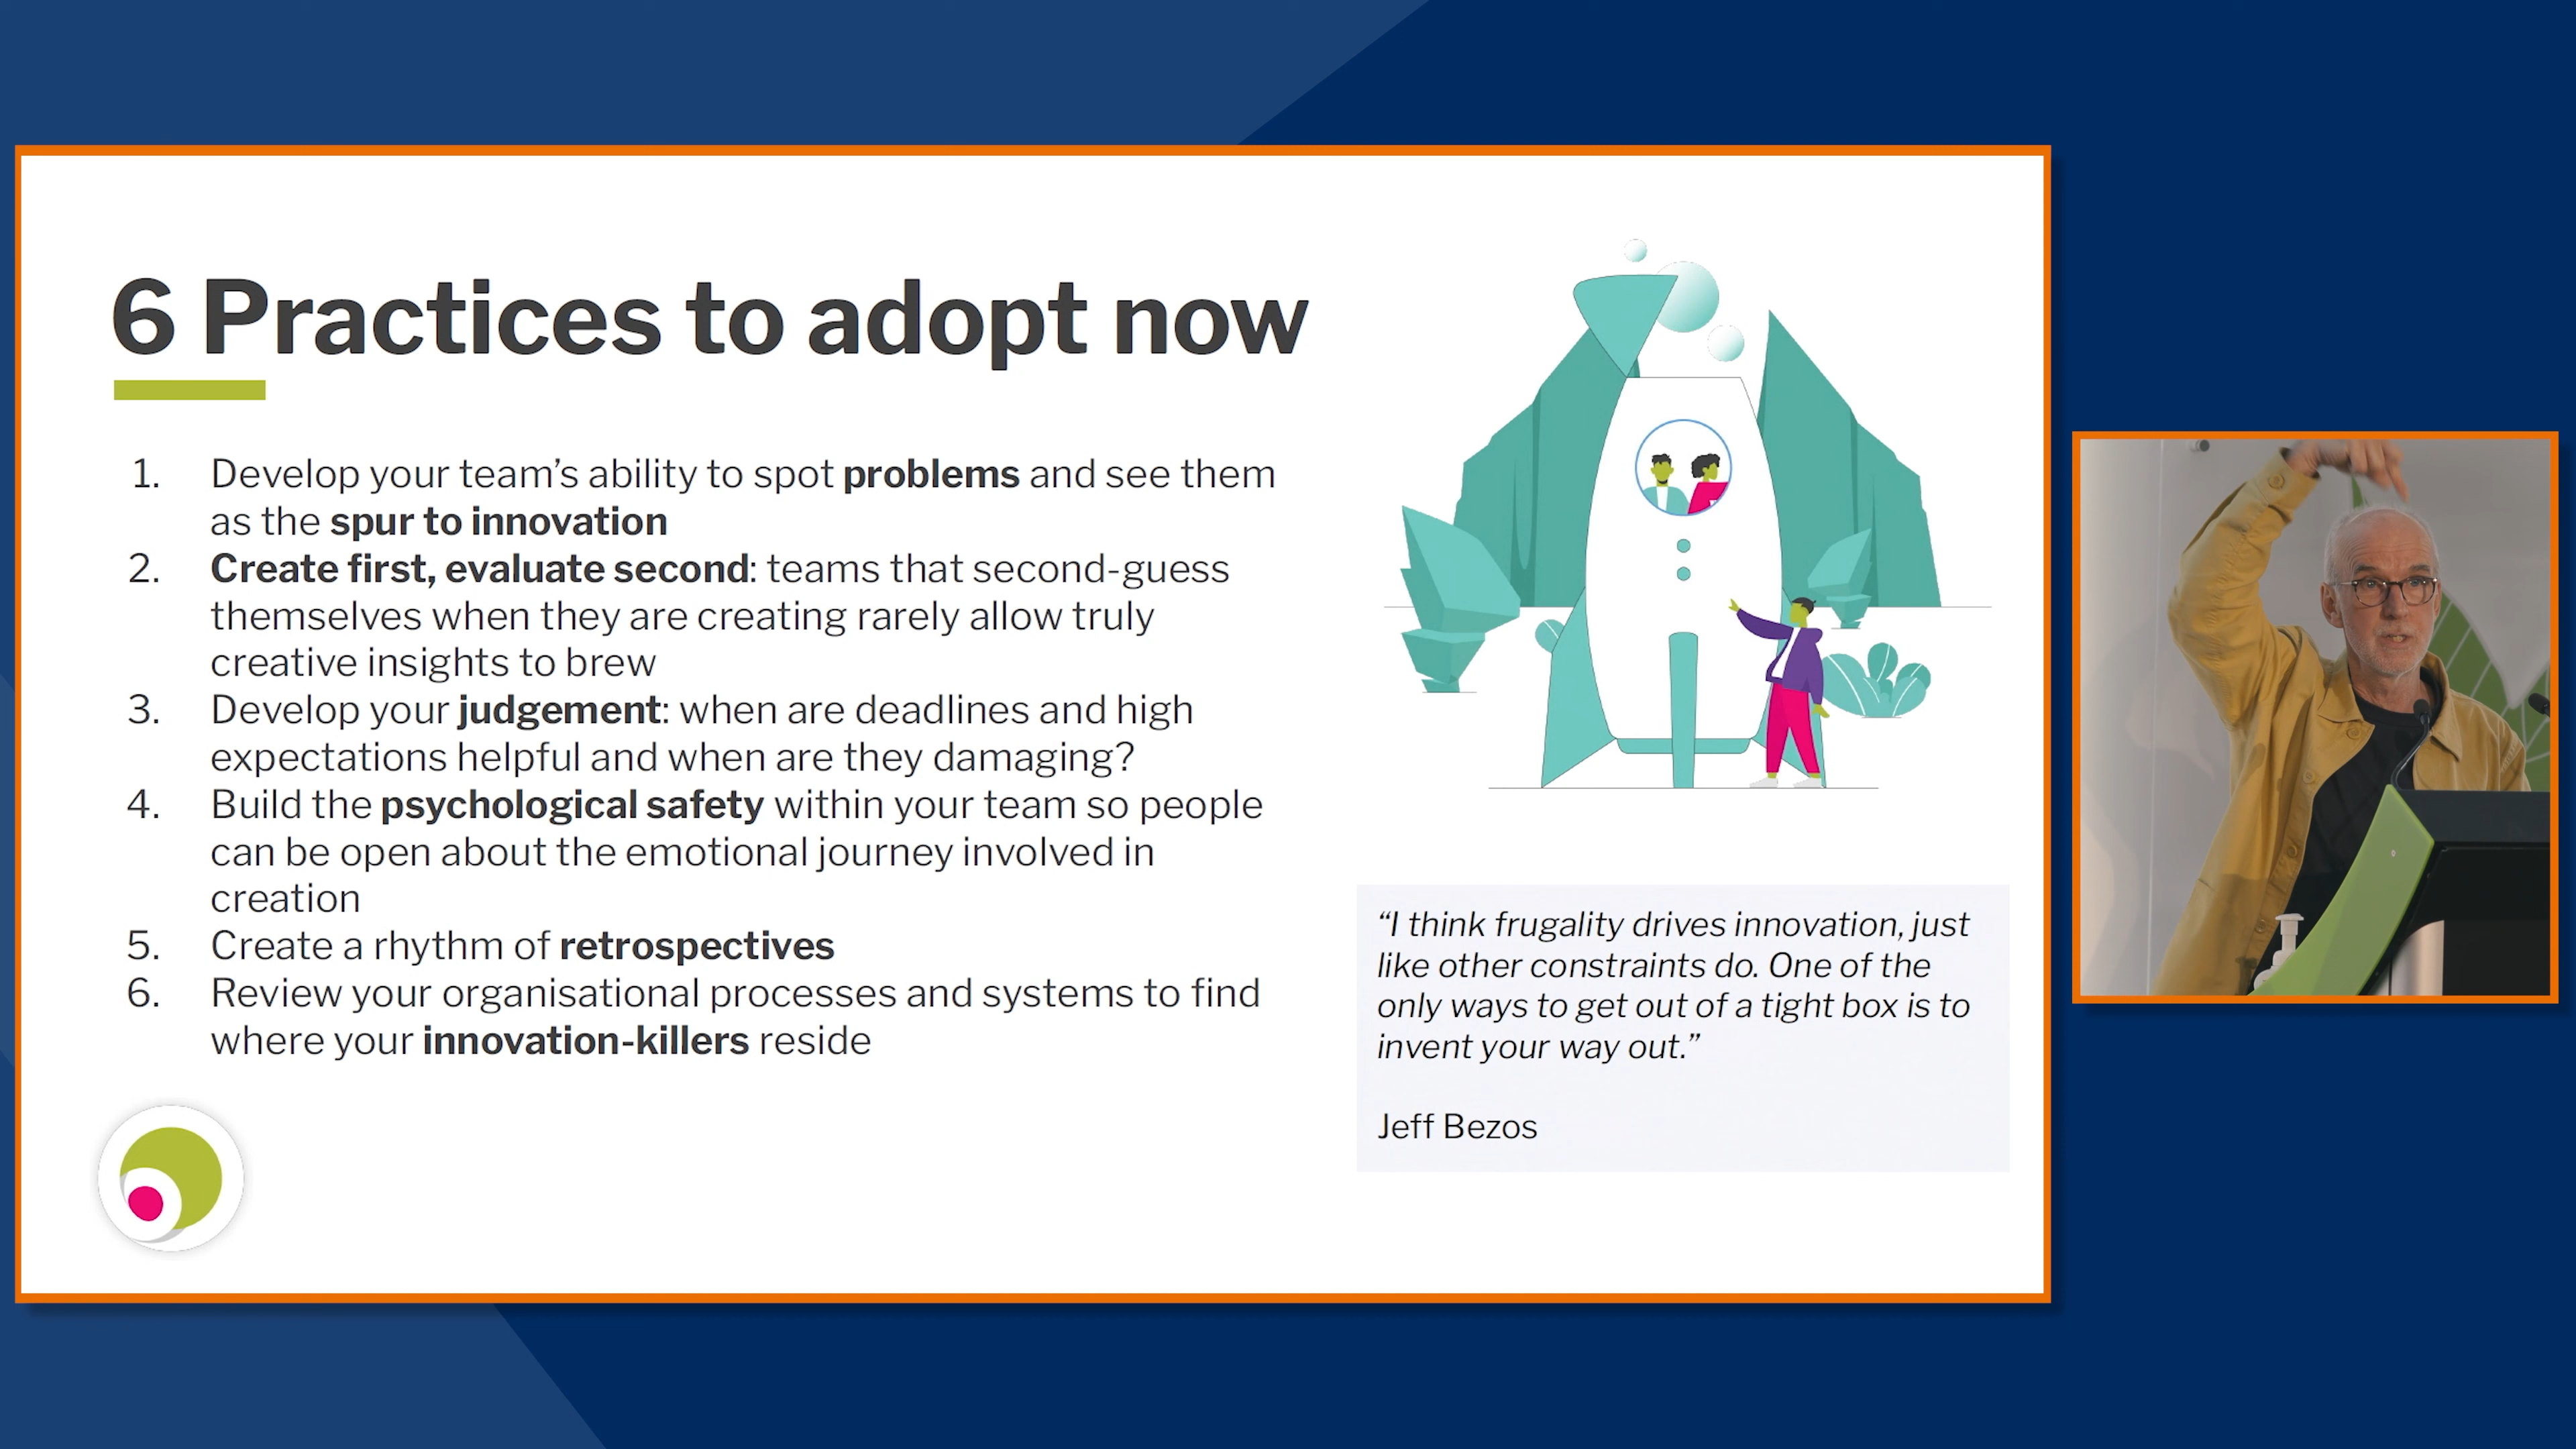 6 Practices to adopt now
1. Develop your team's ability to spot problems and see them
as the spur to innovation
2. Create first, evaluate second: teams that second-guess
themselves when they are creating rarely allow truly
creative insights to brew
3. Develop your judgement: when are deadlines and high
expectations helpful and when are they damaging?
4. Build the psychological safety within your team so people
can be open about the emotional journey involved in
creation
5. Create a rhythm of retrospectives
6. Review your organisational processes and systems to find
where your innovation-killers reside
“I think frugality drives innovation, just
like other constraints do. One of the
only ways to get out of a tight box is to
invent your way out.”
Jeff Bezos